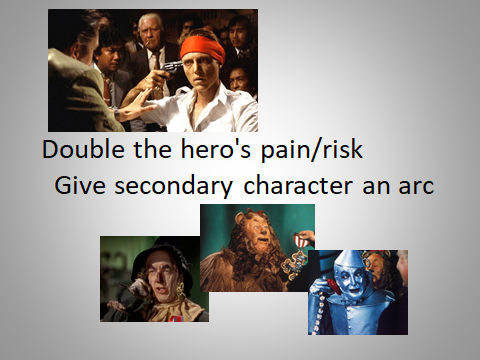 Double the hero's pain/risk
Give secondary character an arc